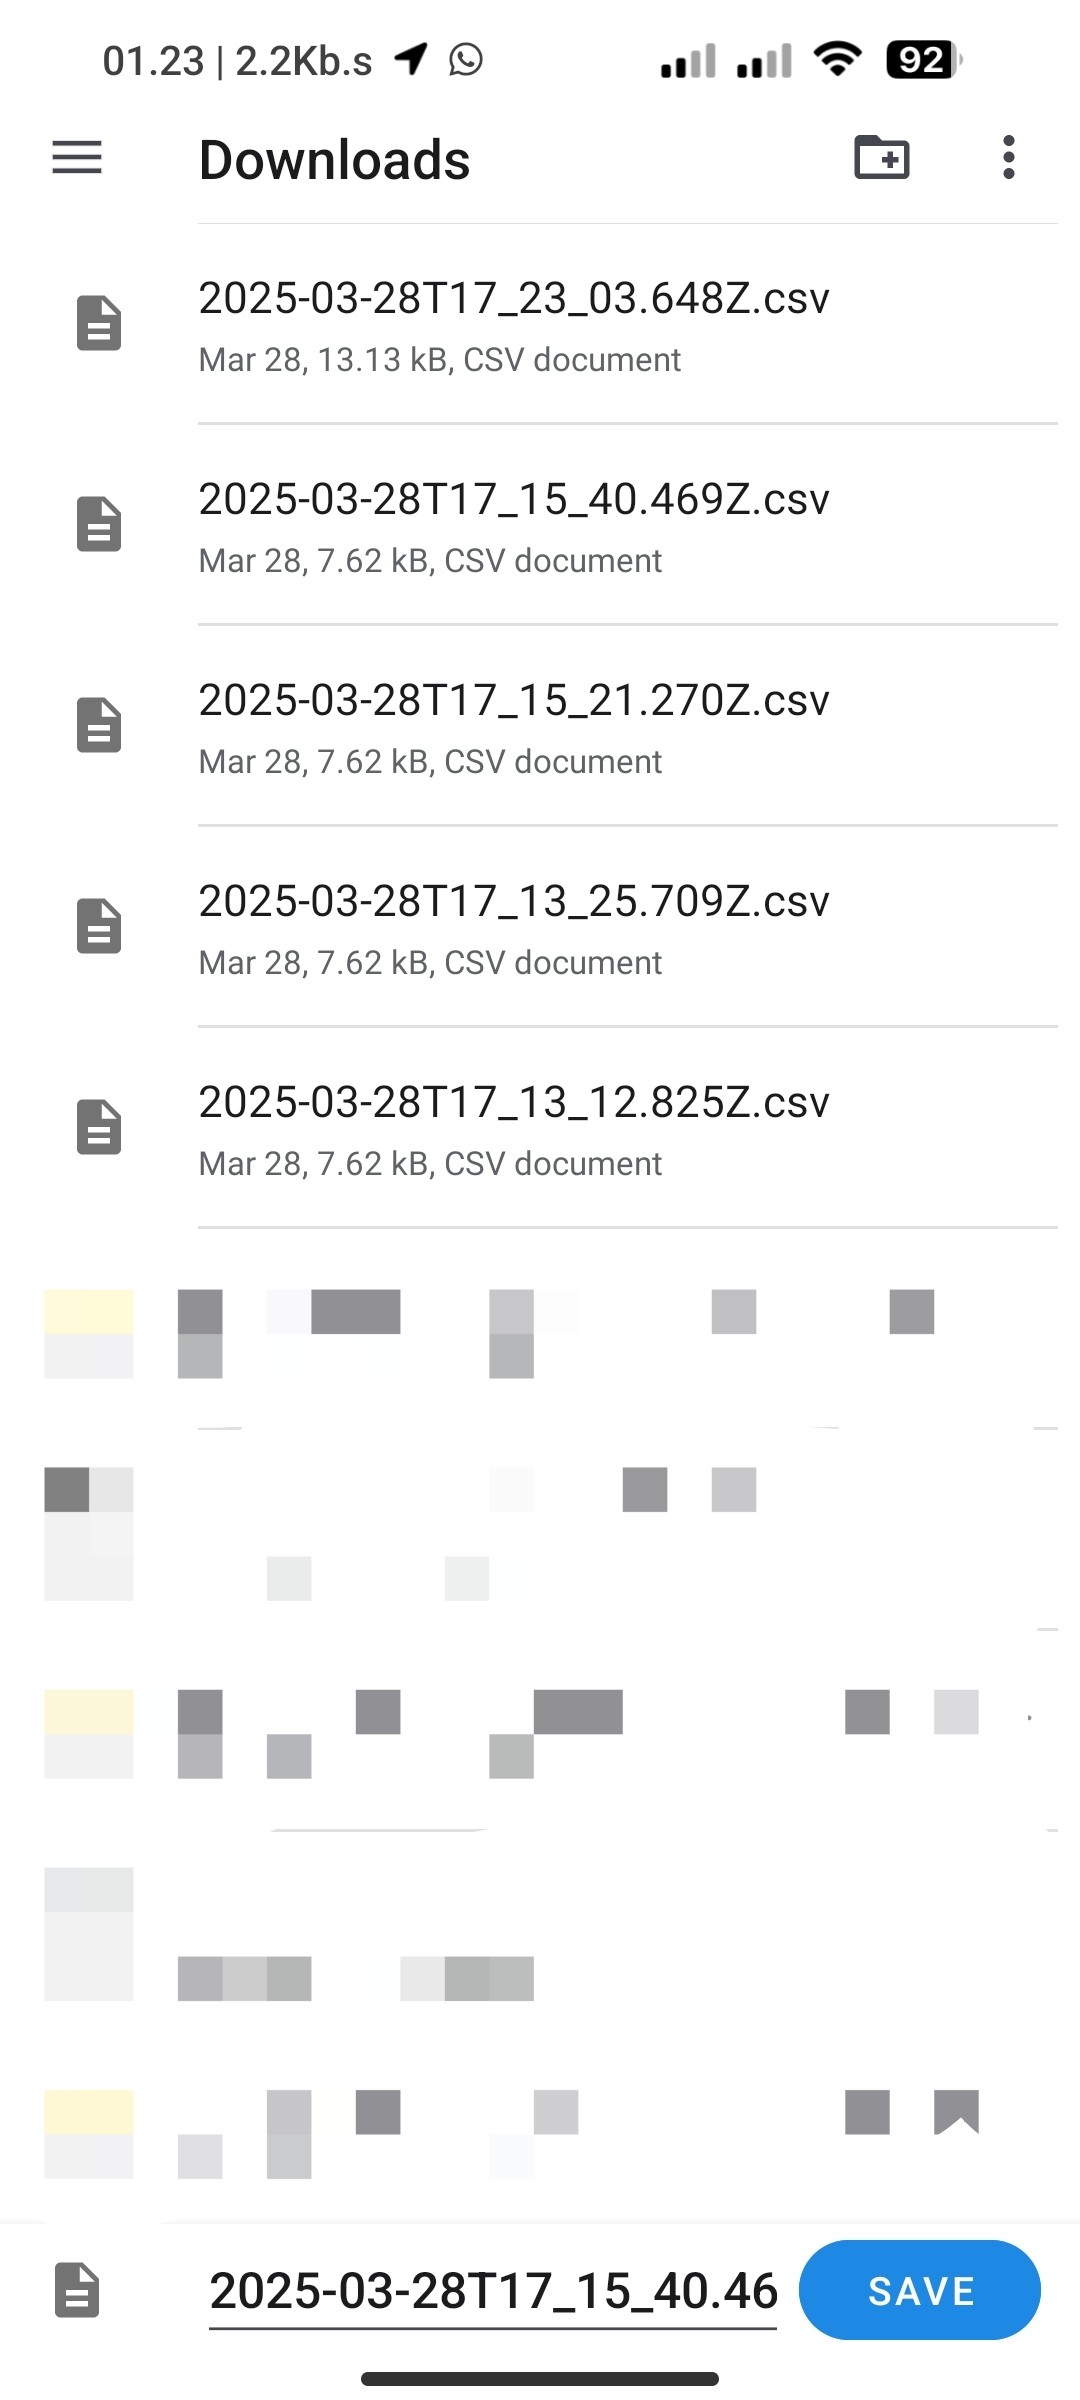 01.23 | 2.2Kb.s 92
Downloads
2025-03-28T17_23_03.648Z.csv
Mar 28, 13.13 kB, CSV document
2025-03-28T17_15_40.469Z.csv
Mar 28, 7.62 kB, CSV document
2025-03-28T17_15_21.270Z.csv
Mar 28, 7.62 kB, CSV document
2025-03-28T17_13_25.709Z.csv
Mar 28, 7.62 kB, CSV document
2025-03-28T17_13_12.825Z.csv
Mar 28, 7.62 kB, CSV document
2025-03-28T17_15_40.46 SAVE